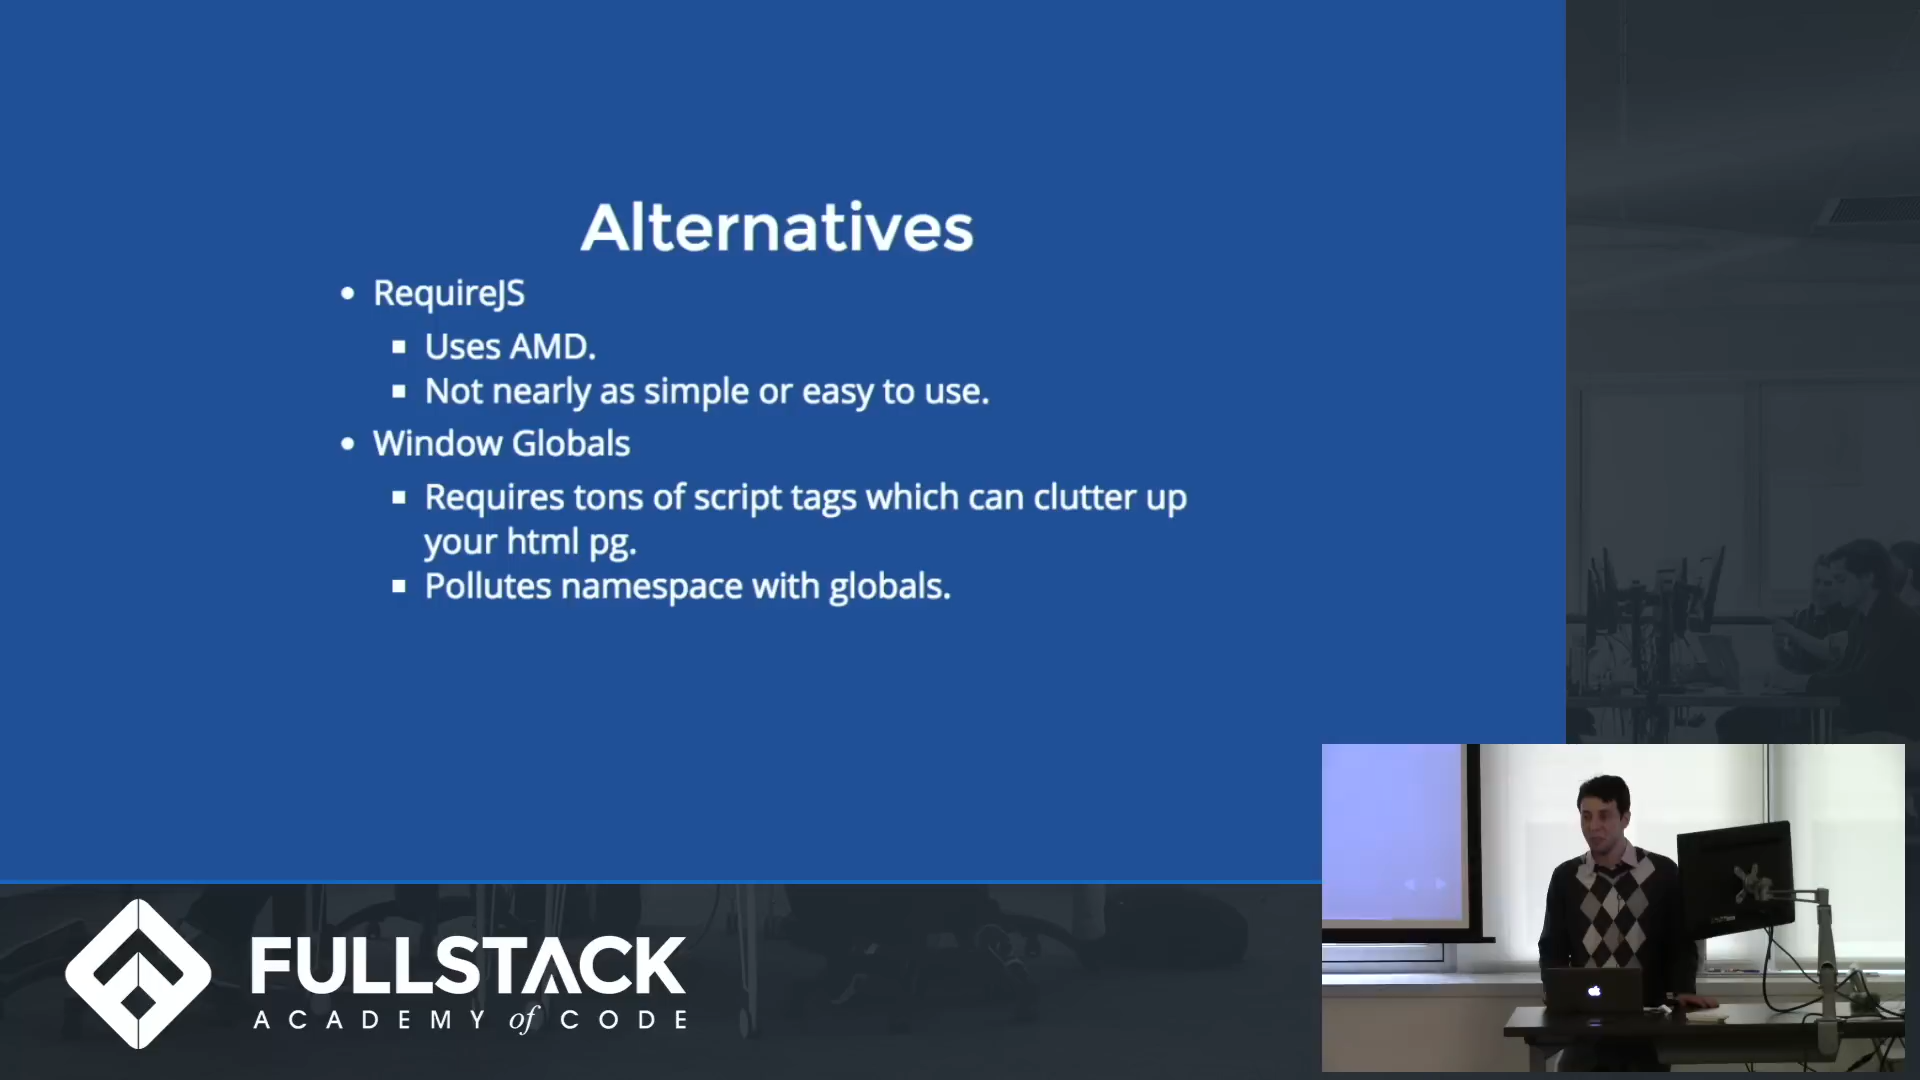 Alternatives
RequireJS
Uses AMD.
Not nearly as simple or easy to use.
Window Globals
Requires tons of script tags which can clutter up
your html pg.
Pollutes namespace with globals.
FULLSTACK
ACADEMY of CODE